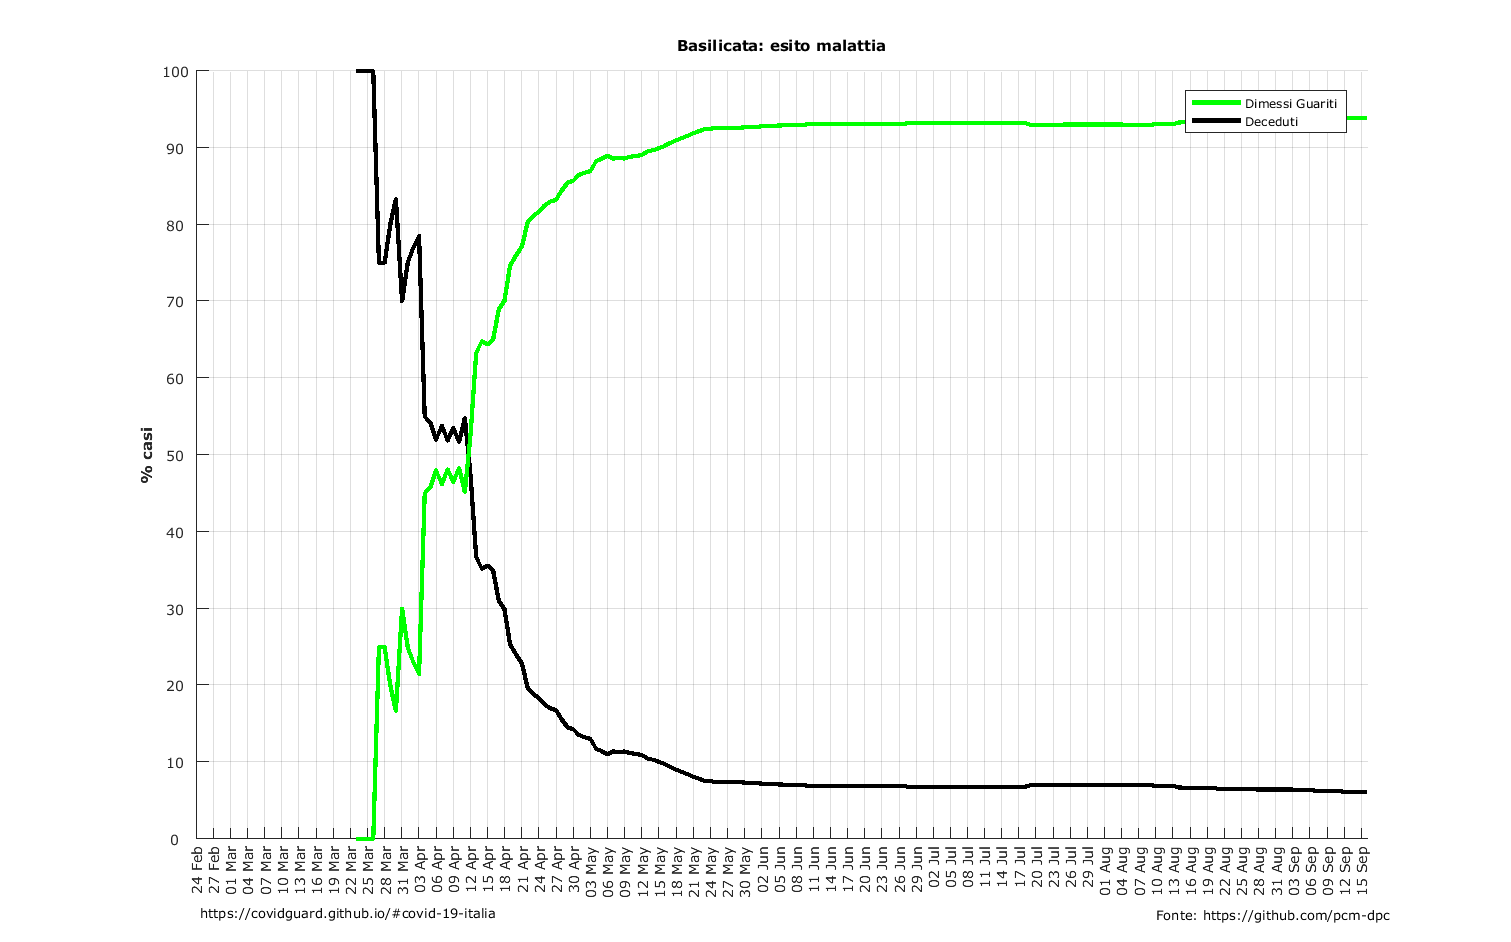 Basilicata: esito malattia
Dimessi Guariti
Deceduti
% casi
100
90
80
70
60
50
40
30
20
10
0
24 Feb
27 Feb
01 Mar
04 Mar
07 Mar
10 Mar
13 Mar
16 Mar
19 Mar
22 Mar
25 Mar
28 Mar
31 Mar
03 Apr
06 Apr
09 Apr
12 Apr
15 Apr
18 Apr
21 Apr
24 Apr
27 Apr
30 Apr
03 May
06 May
09 May
12 May
15 May
18 May
21 May
24 May
27 May
30 May
02 Jun
05 Jun
08 Jun
11 Jun
14 Jun
17 Jun
20 Jun
23 Jun
26 Jun
29 Jun
02 Jul
05 Jul
08 Jul
11 Jul
14 Jul
17 Jul
20 Jul
23 Jul
26 Jul
29 Jul
01 Aug
04 Aug
07 Aug
10 Aug
13 Aug
16 Aug
19 Aug
22 Aug
25 Aug
28 Aug
31 Aug
03 Sep
06 Sep
09 Sep
12 Sep
15 Sep
https://covidguard.github.io/#covid-19-italia
Fonte: https://github.com/pcm-dpc